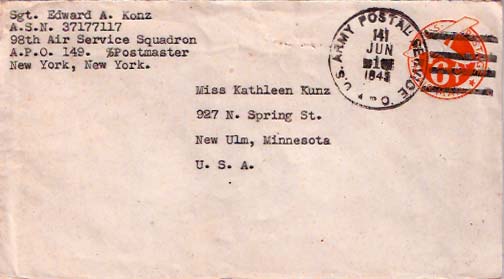 Sgt. Edward A. Konz
A.S.N. 37177117
98th Air Service Squadron
A.P.O. 149. %Postmaster
New York, New York.
U.S. ARMY POSTAL SERVICE
JUN
A.P.O.
6¢
Miss Kathleen Kunz
927 N. Spring St.
New Ulm, Minnesota
U. S. A.